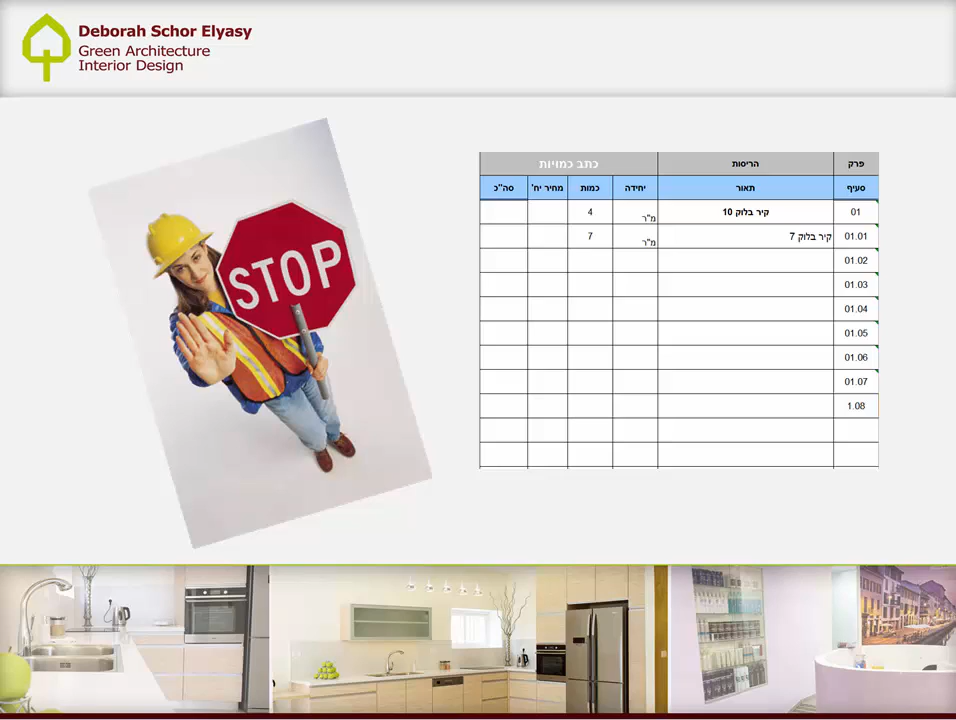 Deborah Schor Elyasy
Green Architecture
Interior Design
STOP
פרק הריסות כתב כמויות
סעיף תאור יחידה כמות מחיר יח' סה"כ
01 קיר בלוק 10 מ"ר 4
01.01 קיר בלוק 7 מ"ר 7
01.02
01.03
01.04
01.05
01.06
01.07
1.08